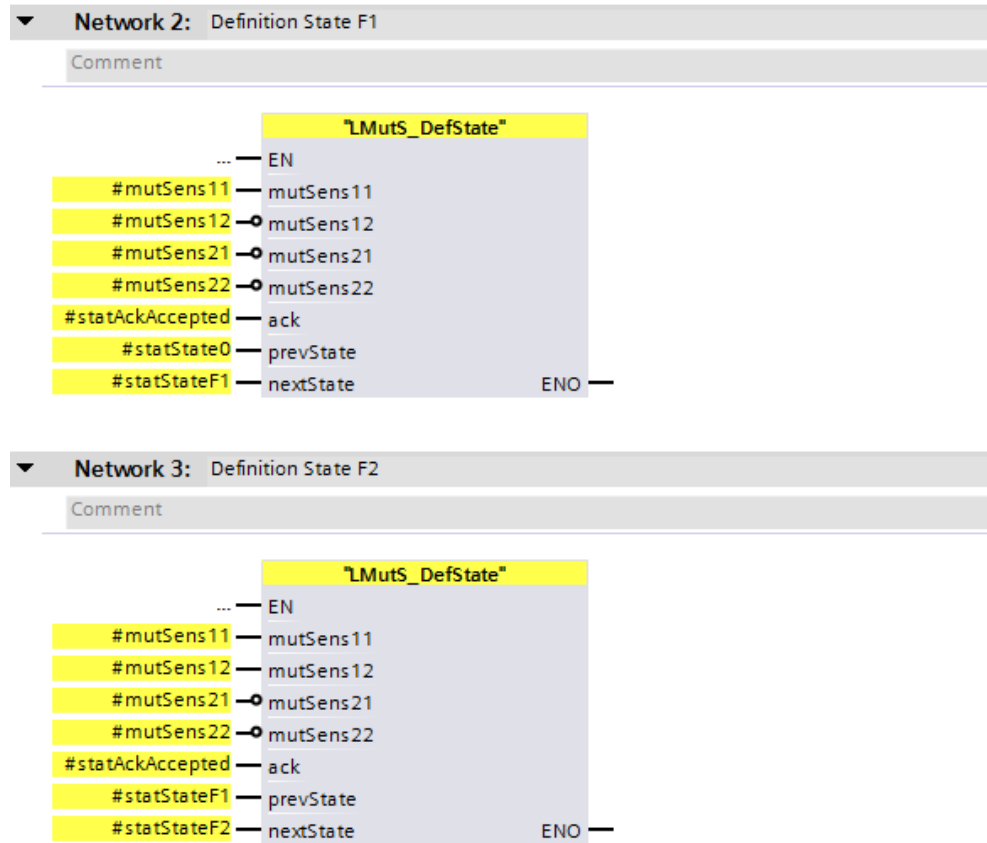 Network 2: Definition State F1
Comment
"LMutS_DefState"
... EN
#mutSens11 mutSens11
#mutSens12 mutSens12
#mutSens21 mutSens21
#mutSens22 mutSens22
#statAckAccepted ack
#statState0 prevState
#statStateF1 nextState ENO
Network 3: Definition State F2
Comment
"LMutS_DefState"
... EN
#mutSens11 mutSens11
#mutSens12 mutSens12
#mutSens21 mutSens21
#mutSens22 mutSens22
#statAckAccepted ack
#statStateF1 prevState
#statStateF2 nextState ENO